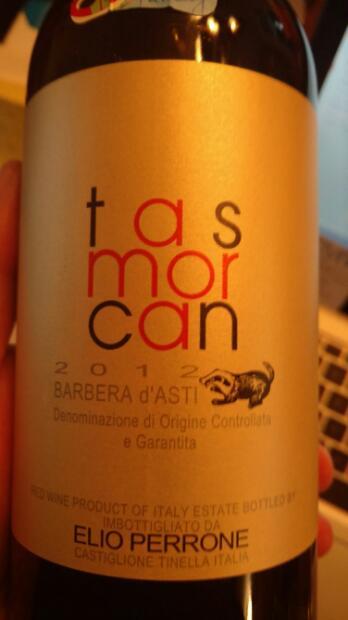 tas
mor
can
2012
BARBERA d'ASTI
Denominazione di Origine Controllata
e Garantita
RED WINE PRODUCT OF ITALY ESTATE BOTTLED BY
IMBOTTIGLIATO DA
ELIO PERRONE
CASTIGLIONE TINELLA ITALIA